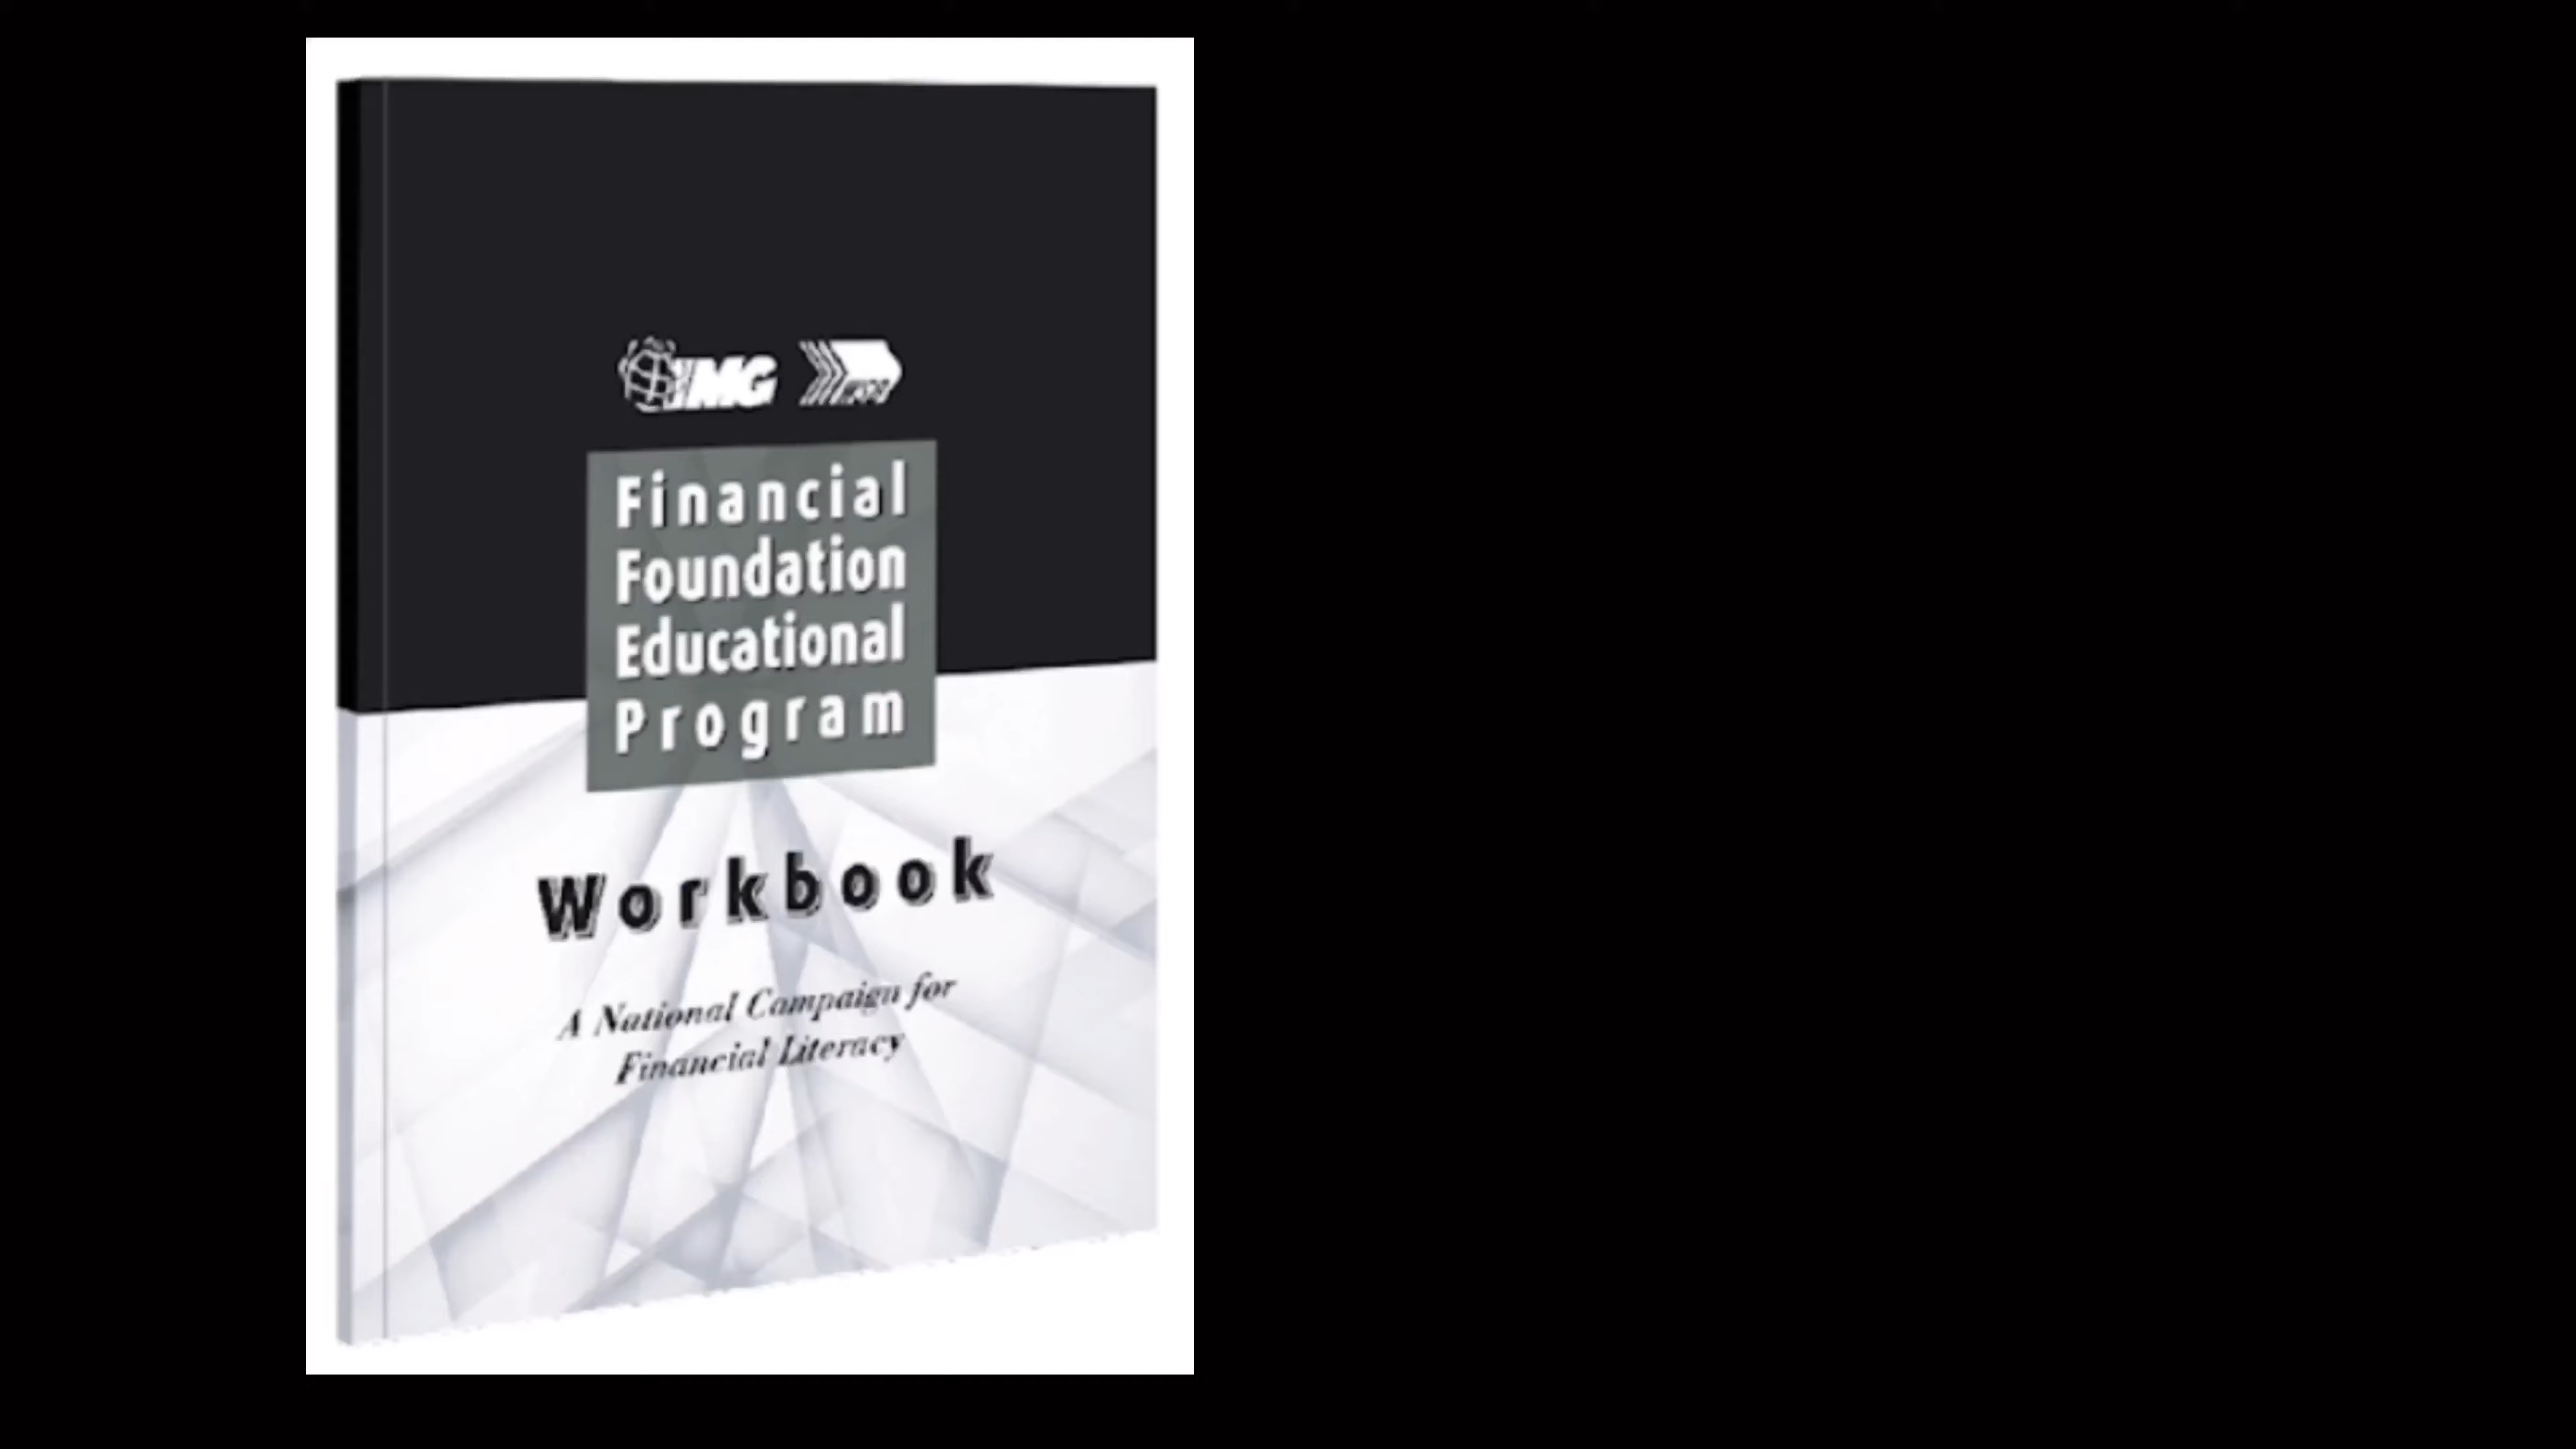 IMG
Financial
Foundation
Educational
Program
Workbook
A National Campaign for
Financial Literacy